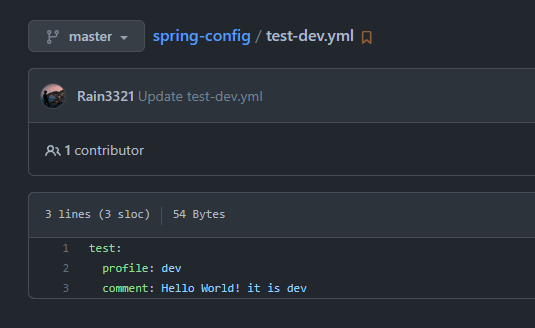 master spring-config / test-dev.yml
Rain3321 Update test-dev.yml
1 contributor
3 lines (3 sloc) 54 Bytes
1 test:
2   profile: dev
3   comment: Hello World! it is dev